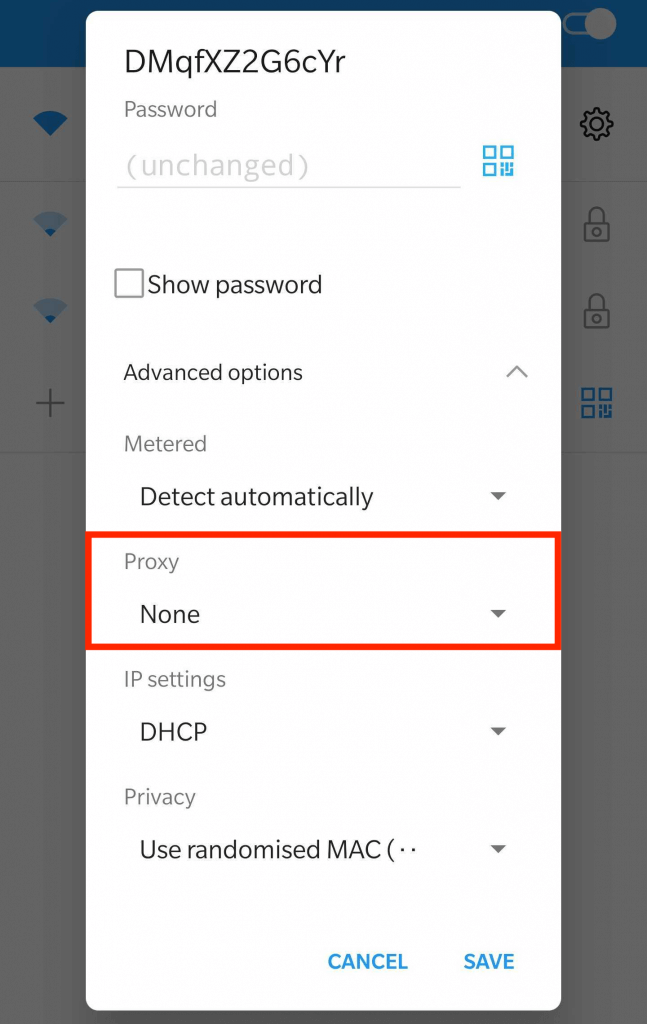 DMqfXZ2G6cYr
Password
(unchanged)
Show password
Advanced options
Metered
Detect automatically
Proxy
None
IP settings
DHCP
Privacy
Use randomised MAC (··
CANCEL SAVE